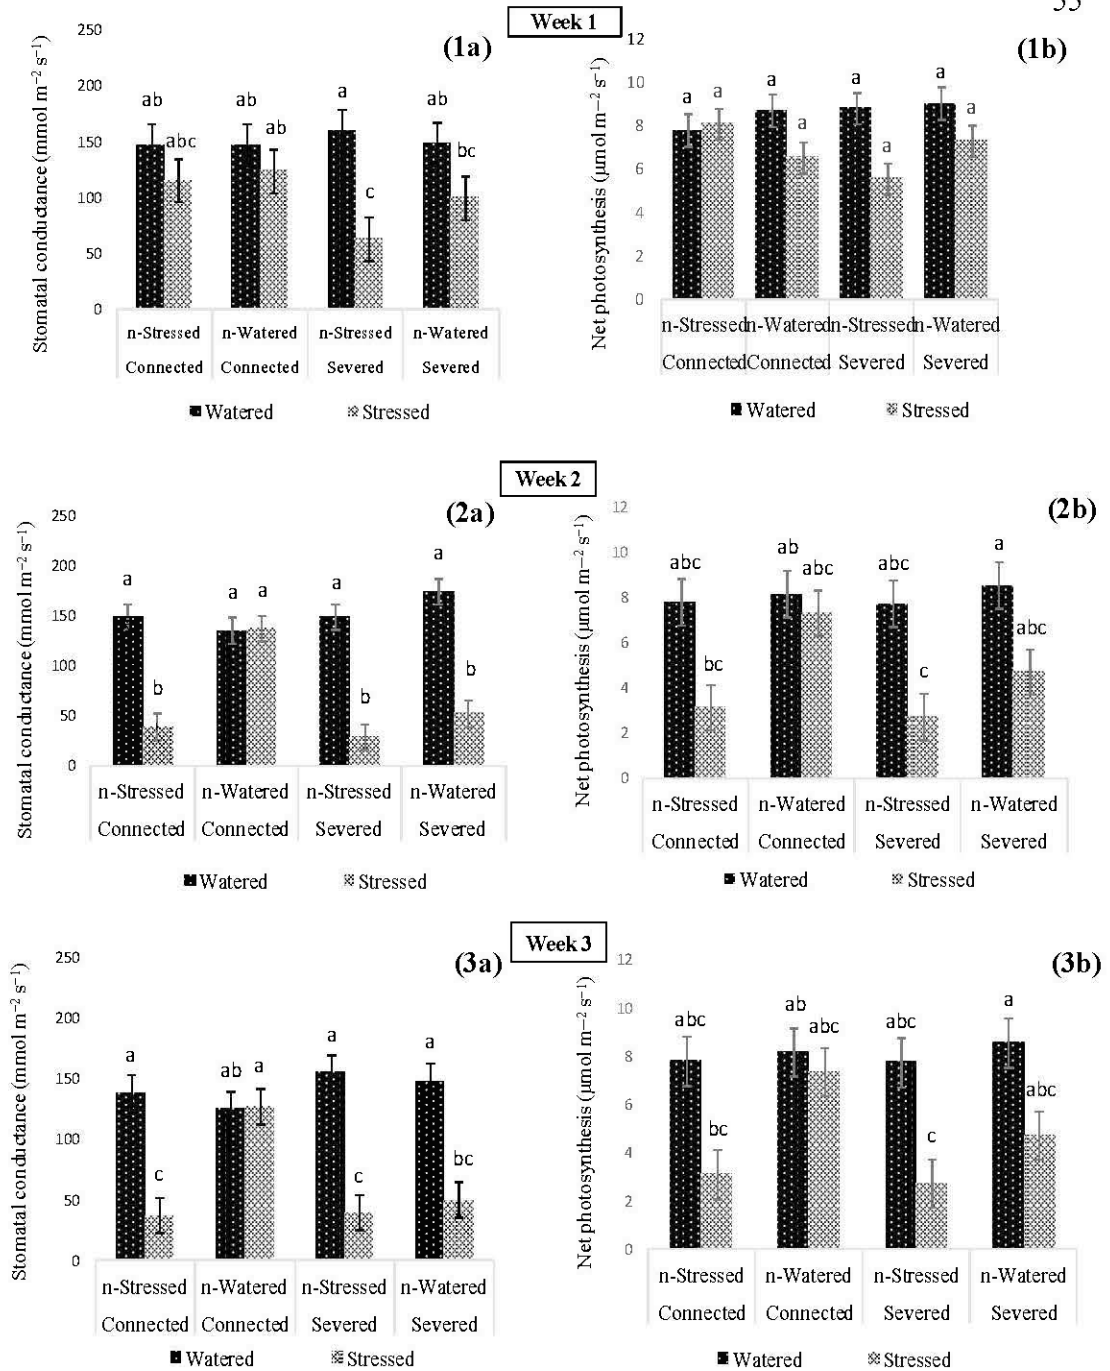 Week 1
(1a)
Stomatal conductance (mmol m⁻² s⁻¹)
250
200
150
100
50
0
ab
abc
ab
ab
a
c
ab
bc
n-Stressed n-Watered n-Stressed n-Watered
Connected Connected Severed Severed
Watered Stressed
(1b)
Net photosynthesis (μmol m−² s⁻¹)
12
10
8
6
4
2
0
a
a
a
a
a
a
a
a
n-Stressed n-Watered n-Stressed n-Watered
Connected Connected Severed Severed
Watered Stressed
Week 2
(2a)
Stomatal conductance (mmol m⁻² s⁻¹)
250
200
150
100
50
0
a
b
a
a
a
b
a
b
n-Stressed n-Watered n-Stressed n-Watered
Connected Connected Severed Severed
Watered Stressed
(2b)
Net photosynthesis (μmol m−² s⁻¹)
12
10
8
6
4
2
0
abc
bc
ab
abc
abc
c
a
abc
n-Stressed n-Watered n-Stressed n-Watered
Connected Connected Severed Severed
Watered Stressed
Week 3
(3a)
Stomatal conductance (mmol m⁻² s⁻¹)
250
200
150
100
50
0
a
c
ab
a
a
c
a
bc
n-Stressed n-Watered n-Stressed n-Watered
Connected Connected Severed Severed
Watered Stressed
(3b)
Net photosynthesis (μmol m−² s⁻¹)
12
10
8
6
4
2
0
abc
bc
ab
abc
abc
c
a
abc
n-Stressed n-Watered n-Stressed n-Watered
Connected Connected Severed Severed
Watered Stressed